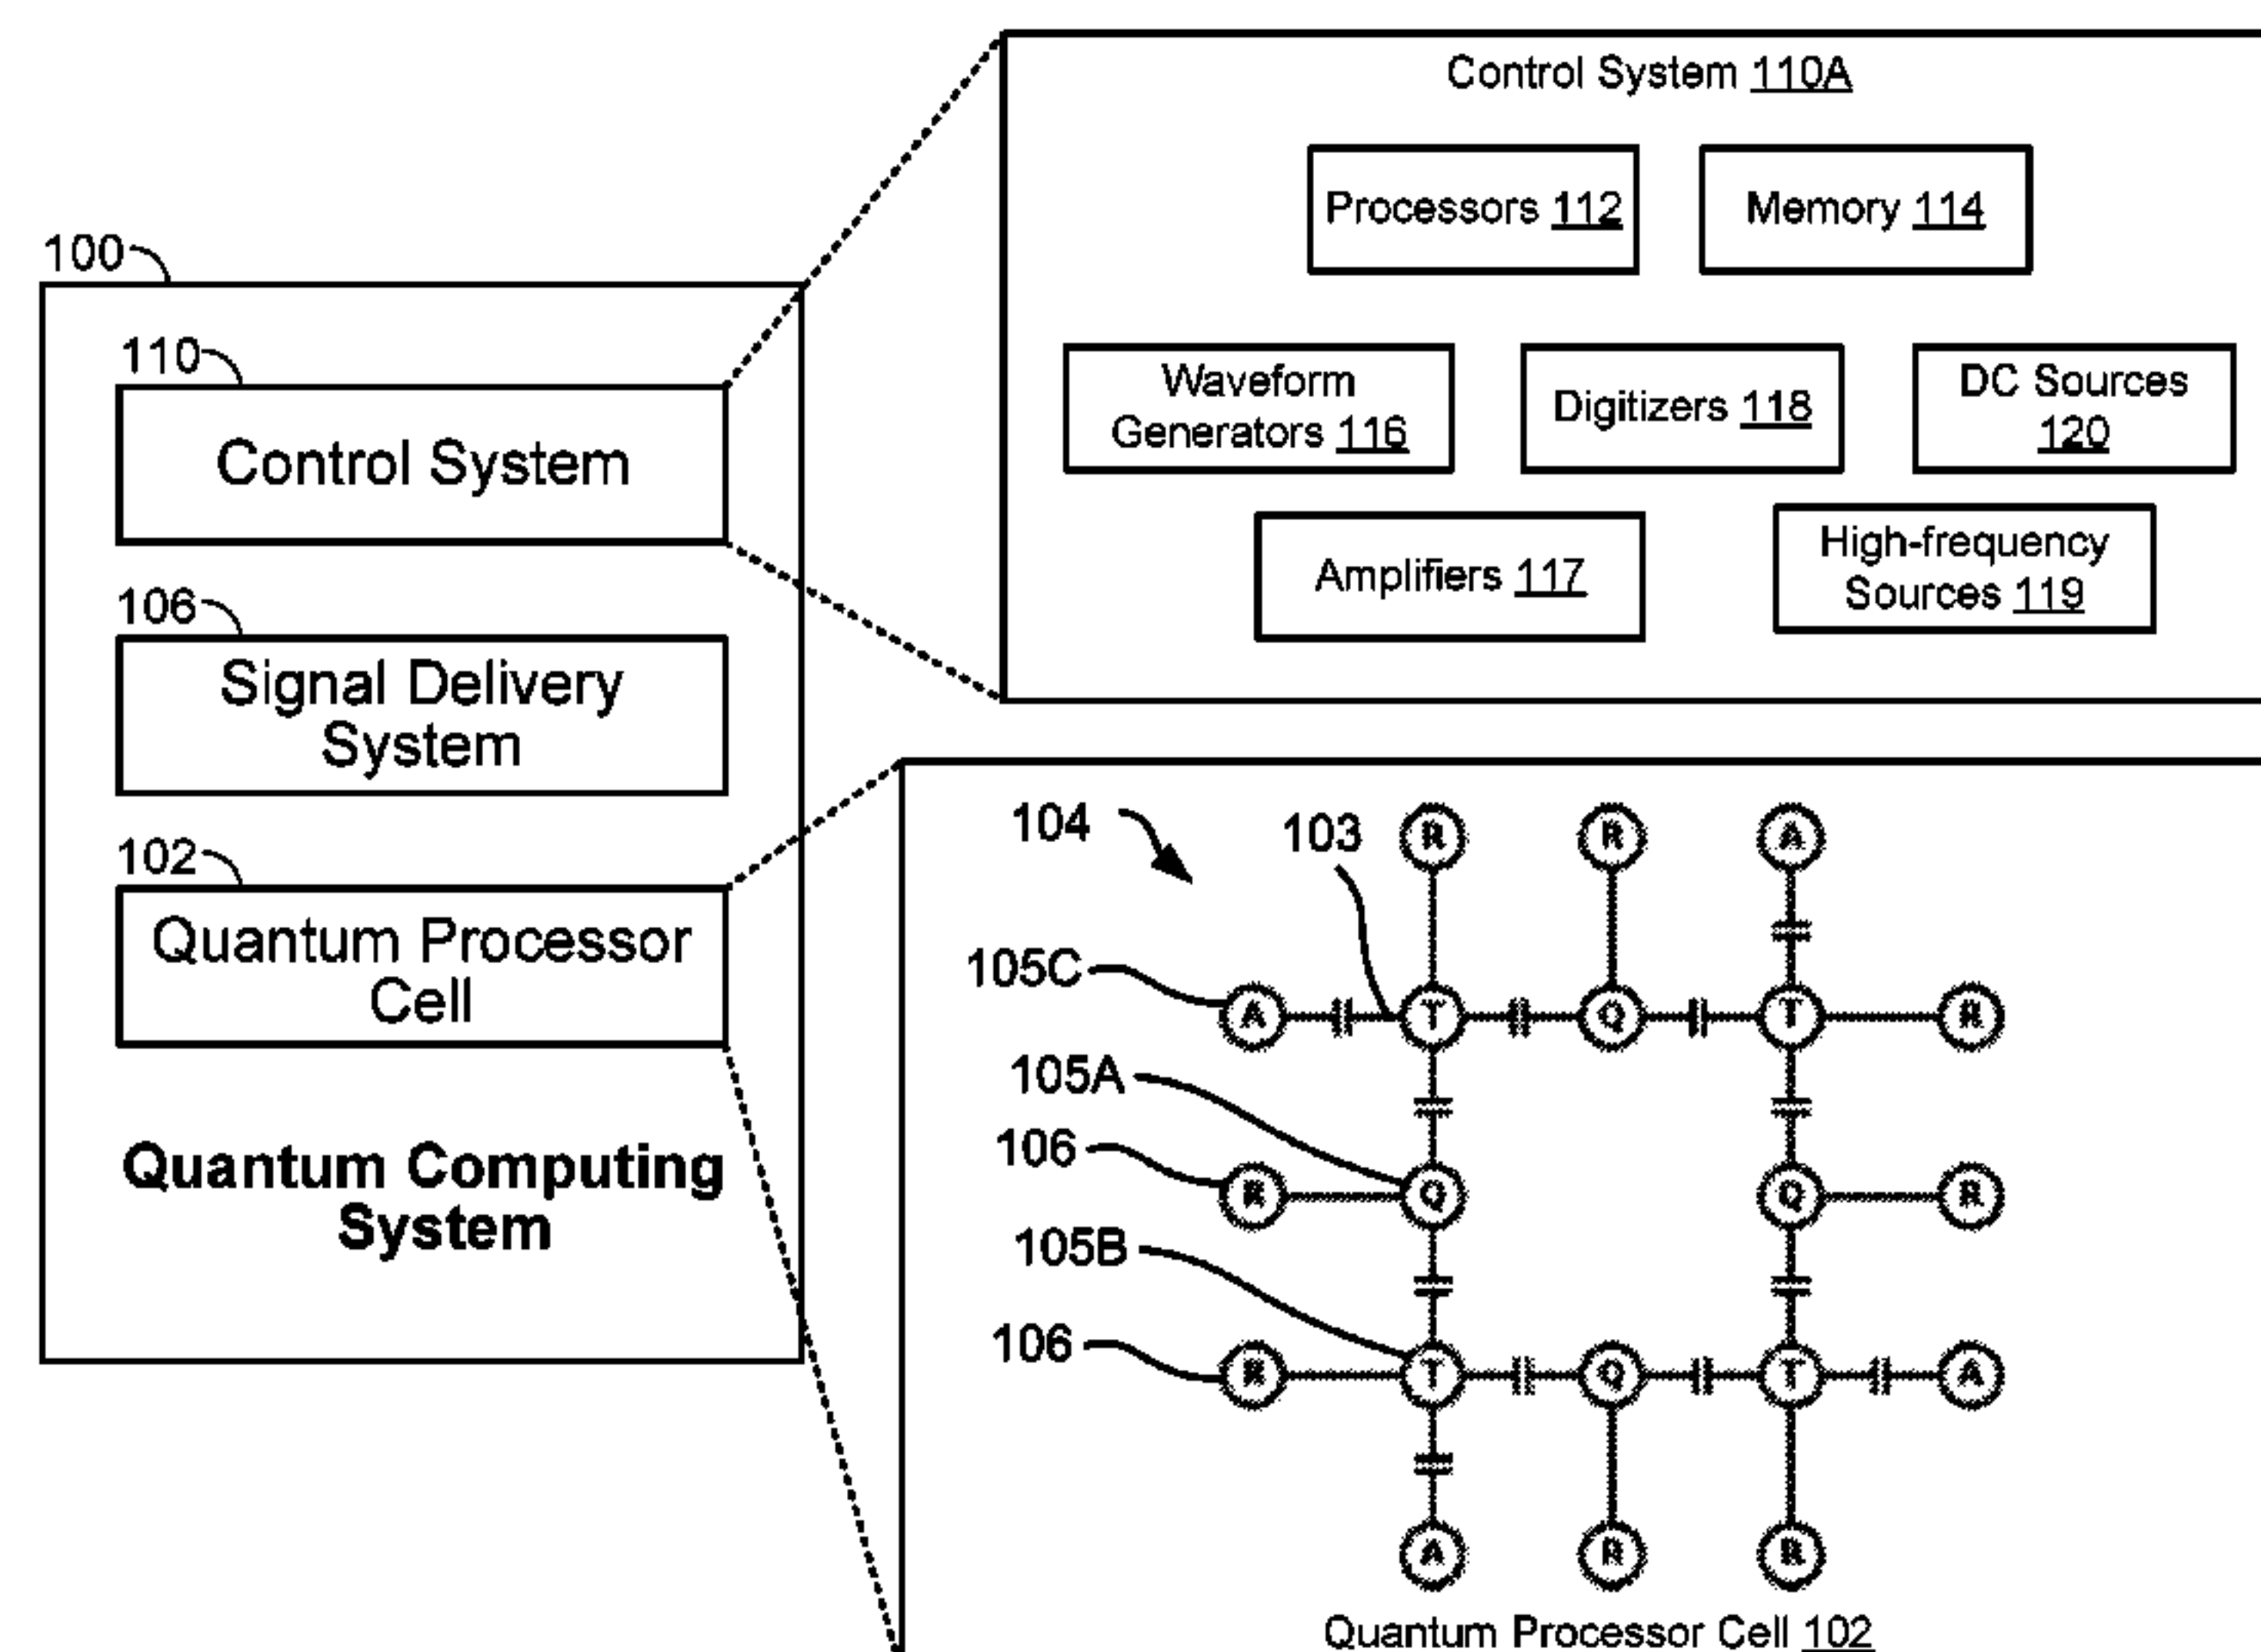 100
110
Control System
106
Signal Delivery
System
102
Quantum Processor
Cell
Quantum Computing
System
Control System 110A
Processors 112
Memory 114
Waveform
Generators 116
Digitizers 118
DC Sources
120
Amplifiers 117
High-frequency
Sources 119
104
103
R R A
105C
A T Q T R
105A
106
R Q Q R
105B
106
R T Q T A
A R R
Quantum Processor Cell 102